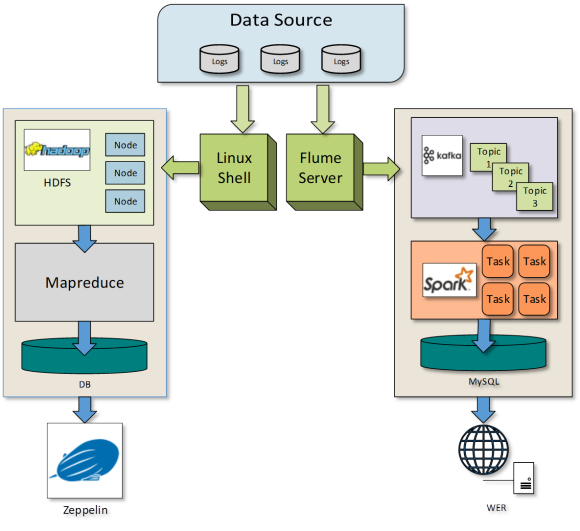 Data Source
Logs
Logs
Logs
Linux
Shell
Flume
Server
hadoop
HDFS
Node
Node
Node
Mapreduce
DB
Zeppelin
kafka
Topic
1
Topic
2
Topic
3
Spark
Task
Task
Task
Task
MySQL
WER